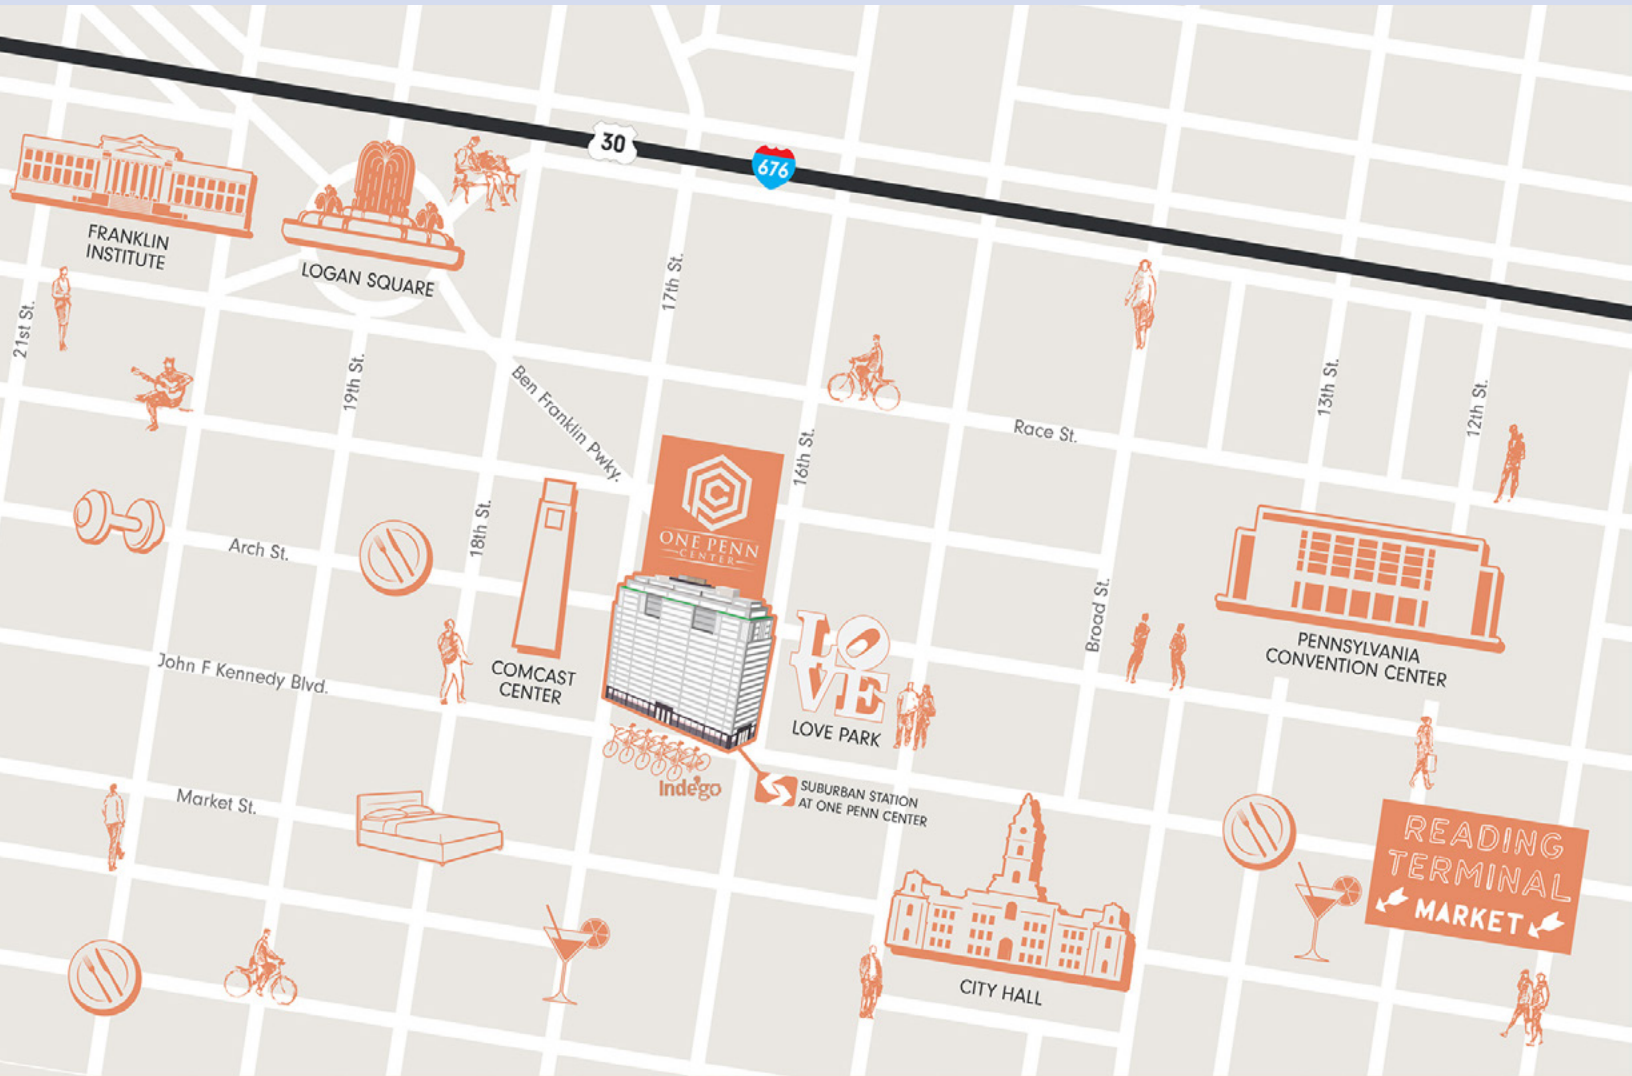 30
676
FRANKLIN
INSTITUTE
LOGAN SQUARE
17th St.
21st St.
19th St.
Ben Franklin Pwky.
16th St.
Race St.
13th St.
12th St.
ONE PENN
CENTER
18th St.
Arch St.
Broad St.
LOVE
LOVE PARK
PENNSYLVANIA
CONVENTION CENTER
John F Kennedy Blvd.
COMCAST
CENTER
Indego
SUBURBAN STATION
AT ONE PENN CENTER
Market St.
READING
TERMINAL
MARKET
CITY HALL